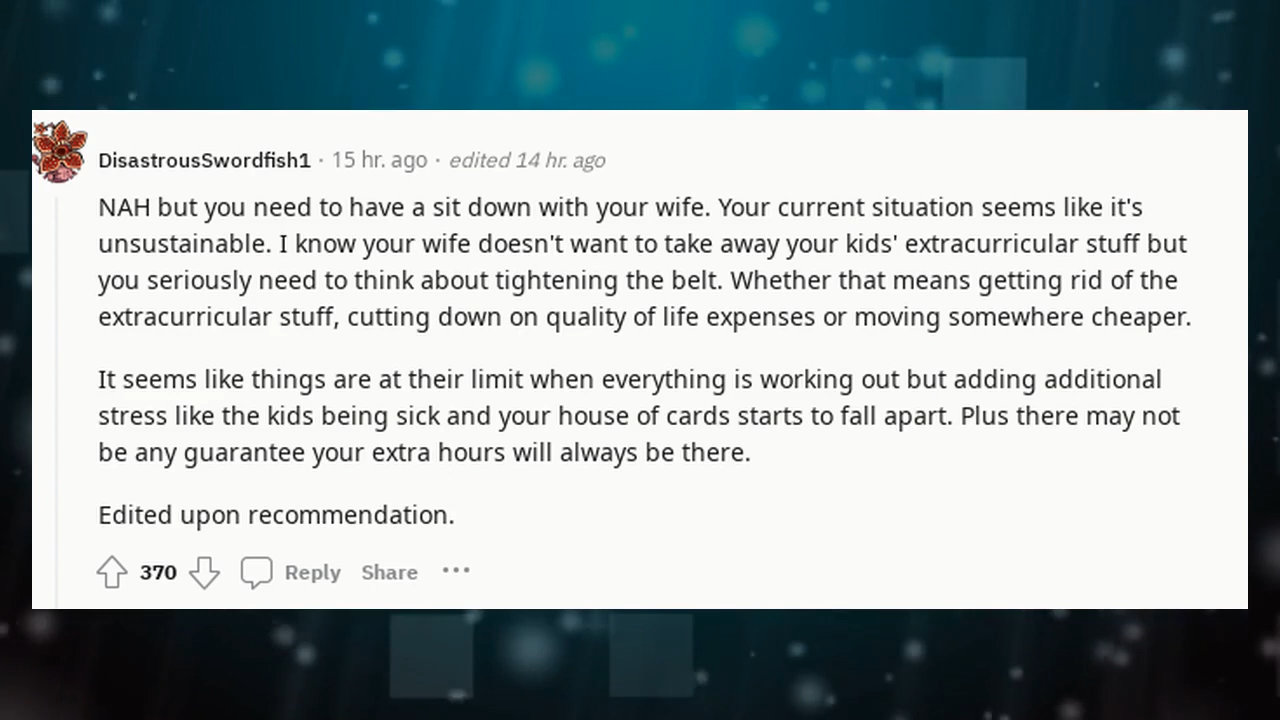 DisastrousSwordfish1 · 15 hr. ago · edited 14 hr. ago
NAH but you need to have a sit down with your wife. Your current situation seems like it's
unsustainable. I know your wife doesn't want to take away your kids' extracurricular stuff but
you seriously need to think about tightening the belt. Whether that means getting rid of the
extracurricular stuff, cutting down on quality of life expenses or moving somewhere cheaper.
It seems like things are at their limit when everything is working out but adding additional
stress like the kids being sick and your house of cards starts to fall apart. Plus there may not
be any guarantee your extra hours will always be there.
Edited upon recommendation.
370 Reply Share ···